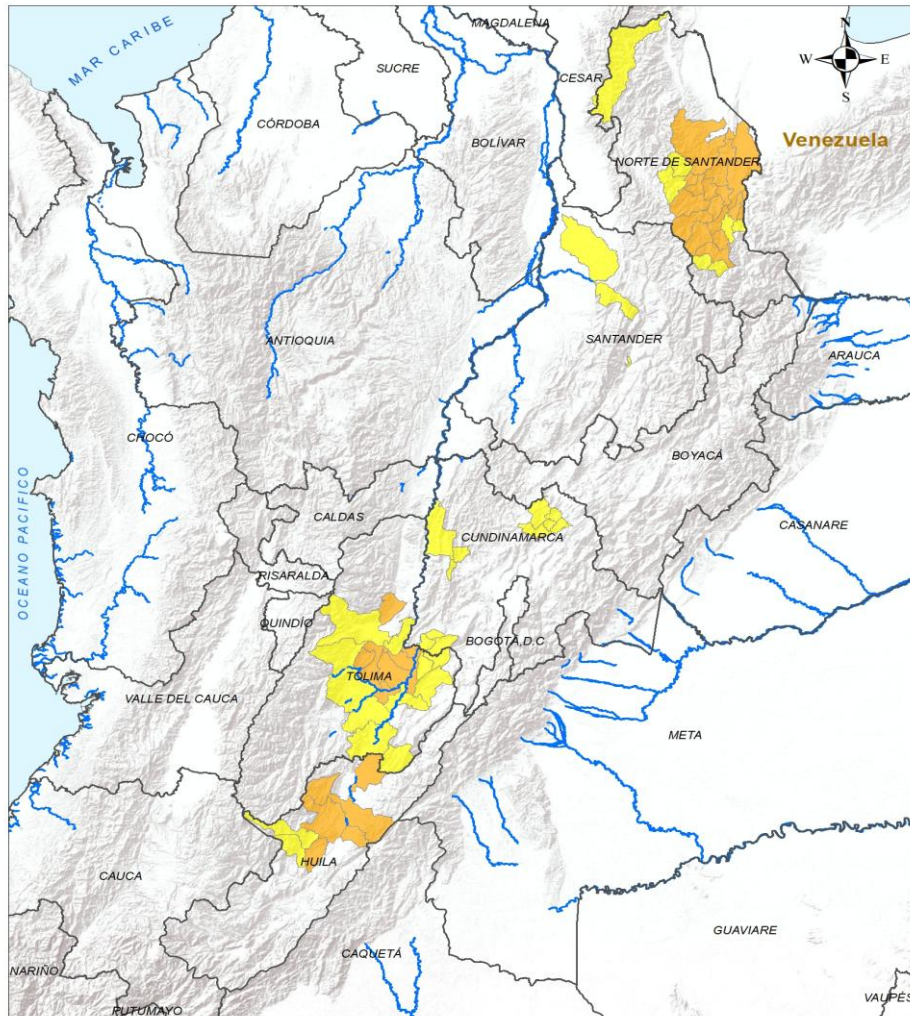 MAGDALENA
N
MAR CARIBE
W
E
SUCRE
CESAR
S
CÓRDOBA
BOLÍVAR
Venezuela
NORTE DE SANTANDER
ANTIOQUIA
SANTANDER
ARAUCA
CHOCÓ
BOYACÁ
CALDAS
CASANARE
OCEANO PACIFICO
CUNDINAMARCA
RISARALDA
QUINDÍO
BOGOTÁ,D.C
TOLIMA
VALLE DEL CAUCA
META
HUILA
CAUCA
GUAVIARE
CAQUETÁ
NARIÑO
VAUPÉS
PUTUMAYO